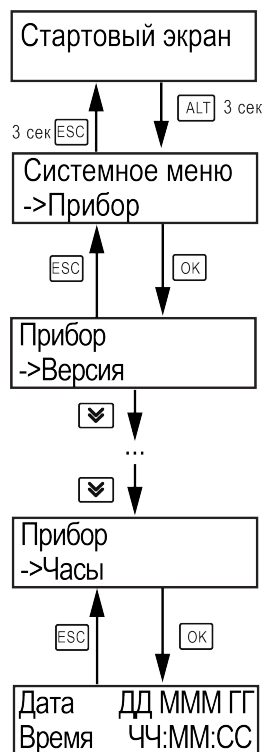 Стартовый экран
ALT 3 сек
3 сек ESC
Системное меню
->Прибор
ESC
OK
Прибор
->Версия
...
Прибор
->Часы
ESC
OK
Дата ДД МММ ГГ
Время ЧЧ:ММ:СС